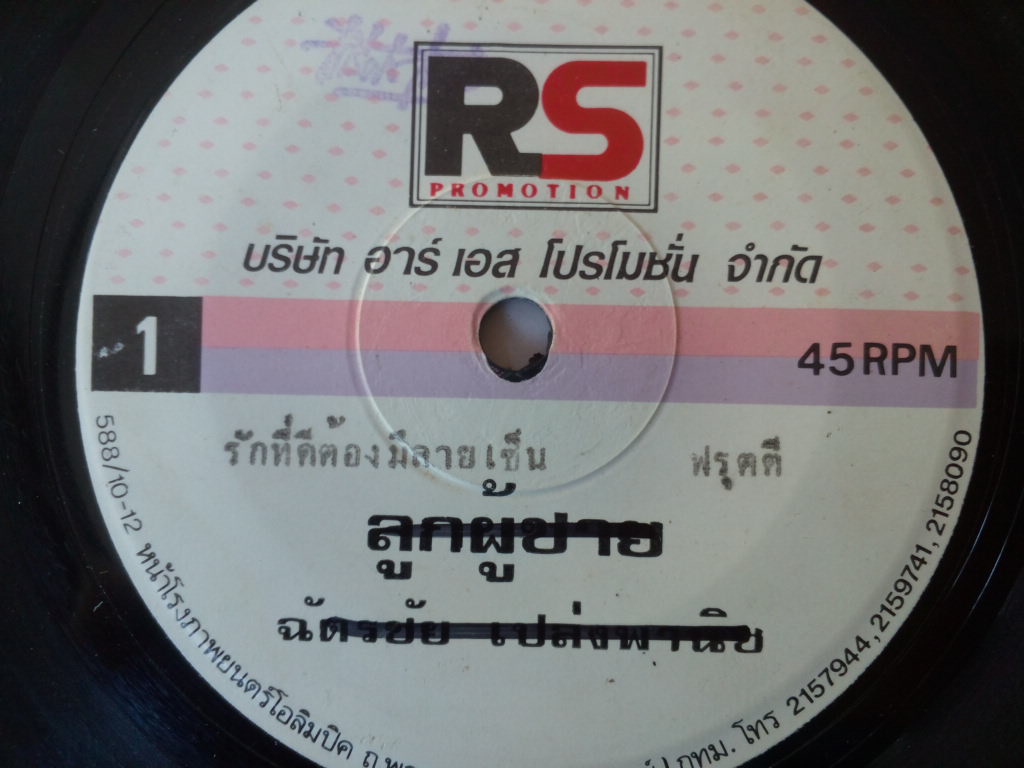 RS
PROMOTION
บริษัท อาร์ เอส โปรโมชั่น จำกัด
1
45 RPM
รักที่ดีต้องมีลายเซ็น ฟรุตตี้
ลูกผู้ชาย
ฉัตรชัย เปล่งพานิช
588/10-12 หน้าโรงภาพยนตร์โอลิมปิค ถ.พ กทม. โทร 2157944, 2159741, 2158090